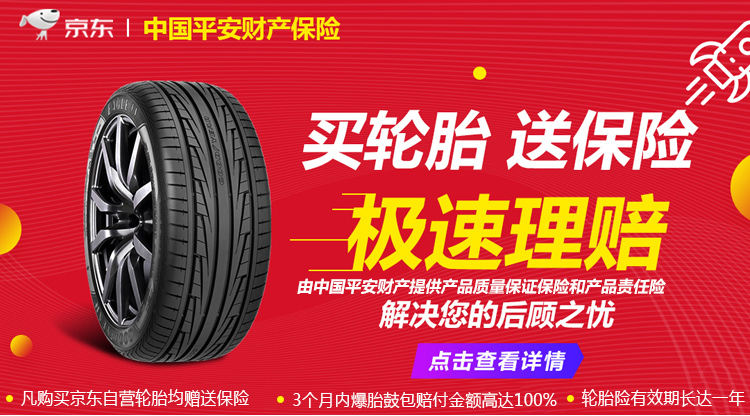 京东 | 中国平安财产保险
买轮胎 送保险
极速理赔
由中国平安财产提供产品质量保证保险和产品责任险
解决您的后顾之忧
点击查看详情
• 凡购买京东自营轮胎均赠送保险 • 3个月内爆胎鼓包赔付金额高达100% • 轮胎险有效期长达一年